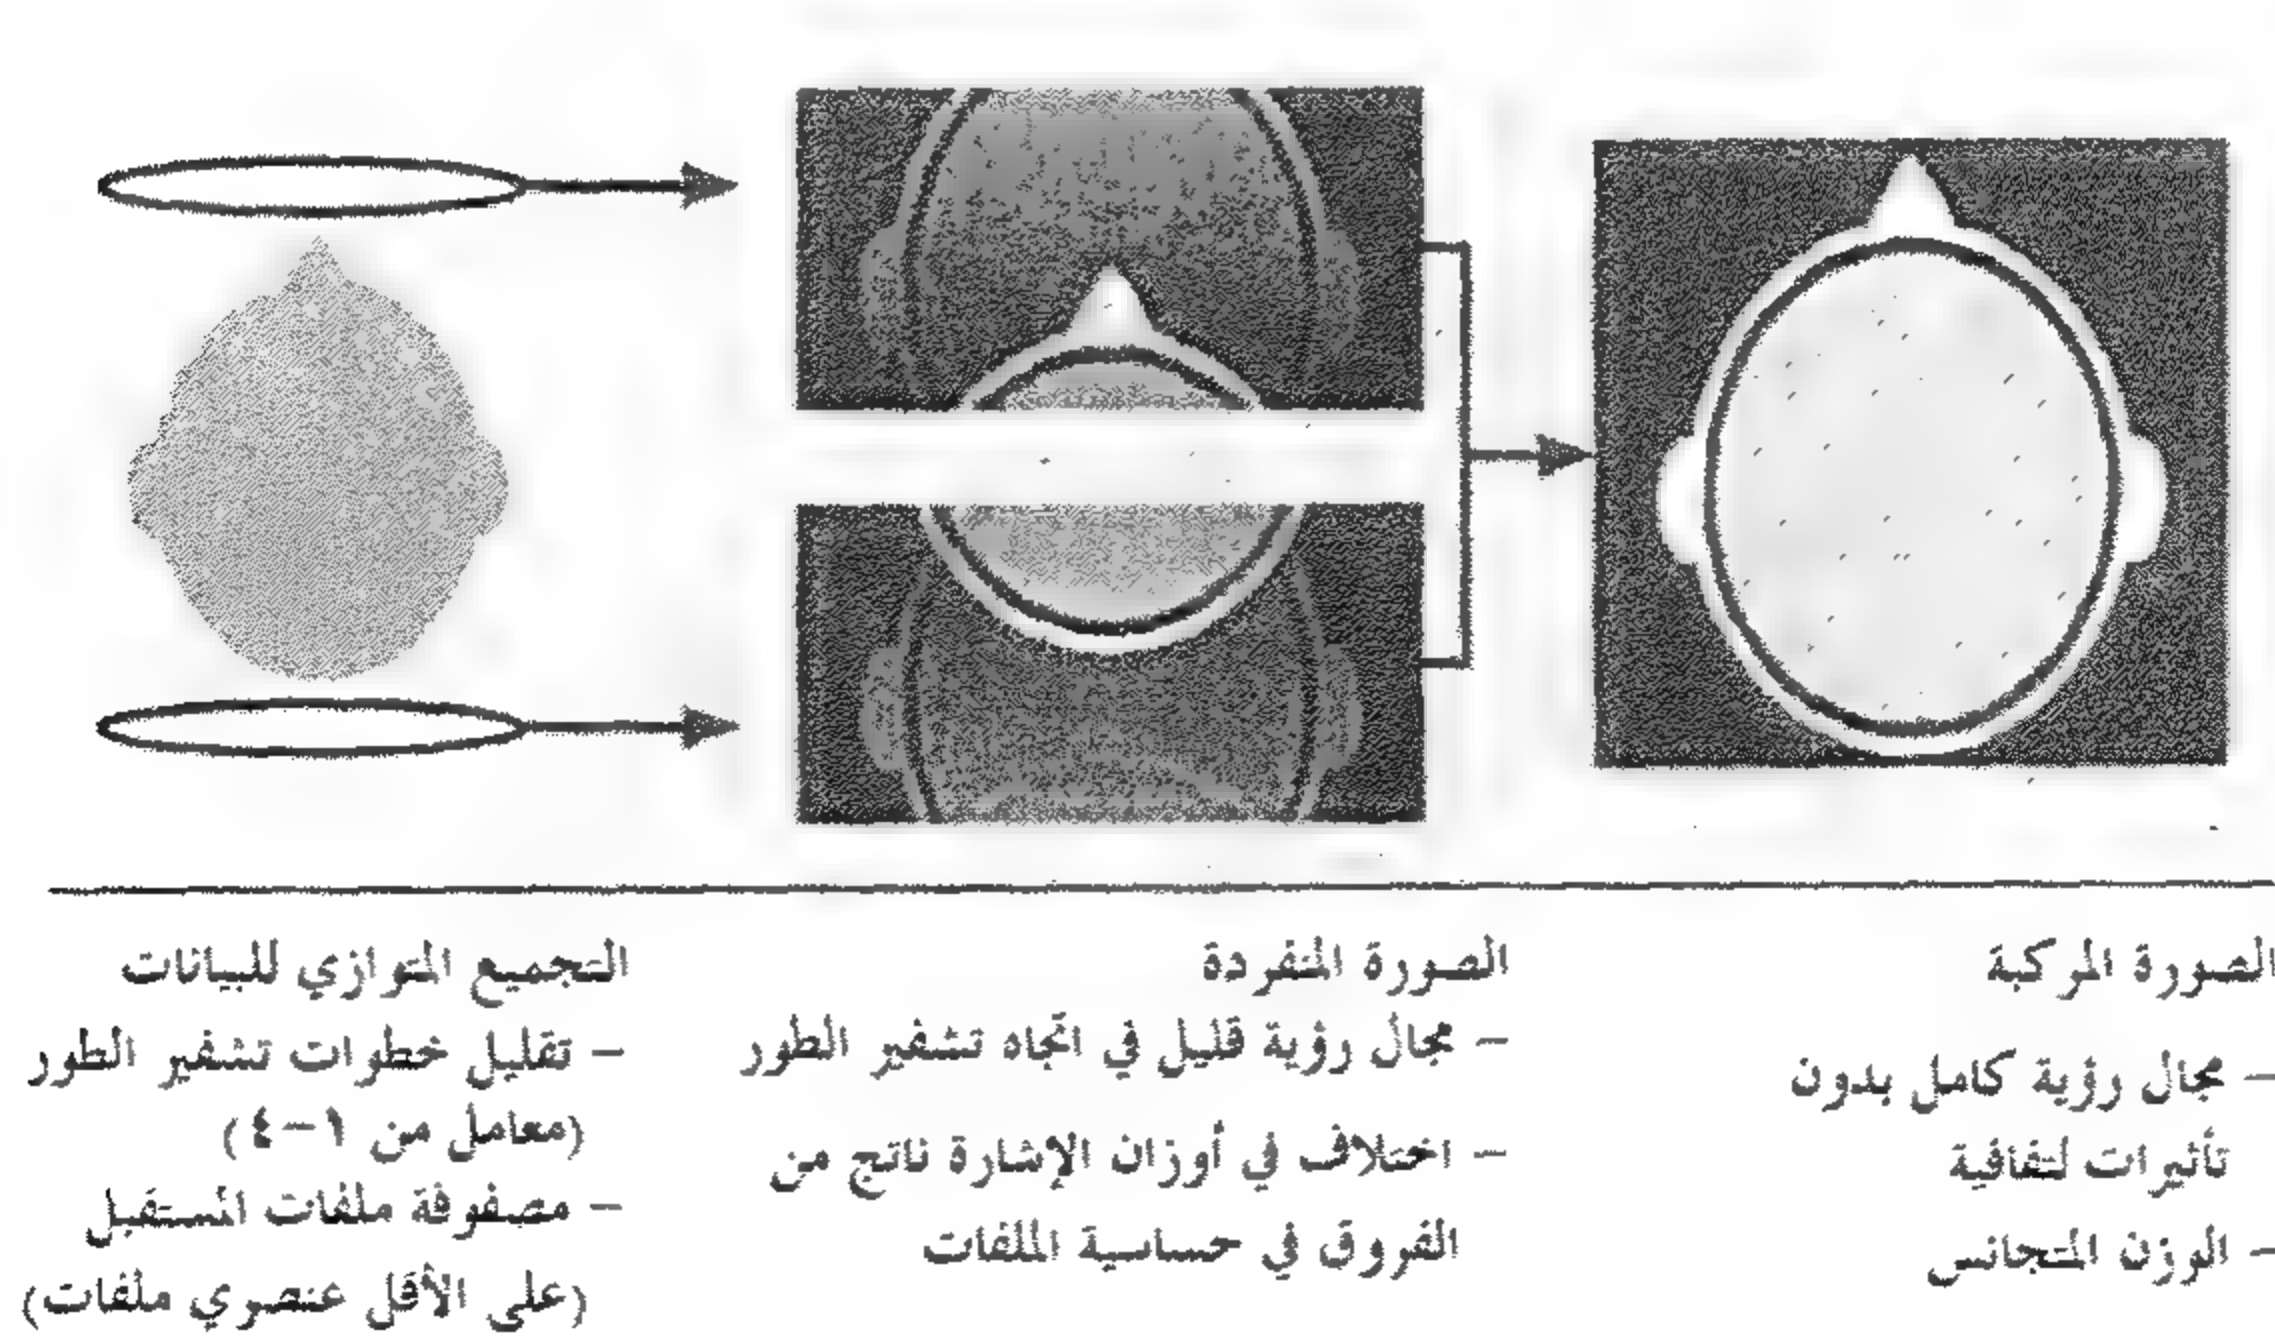 التجميع المتوازي للبيانات
– تقليل خطوات تشفير الطور
(معامل من ١–٤)
– مصفوفة ملفات المستقبل
(على الأقل عنصري ملفات)
الصورة المنفردة
– مجال رؤية قليل في اتجاه تشفير الطور
– اختلاف في أوزان الإشارة ناتج من
الفروق في حساسية الملفات
الصورة المركبة
– مجال رؤية كامل بدون
تأثيرات لتفافية
– الوزن المتجانس